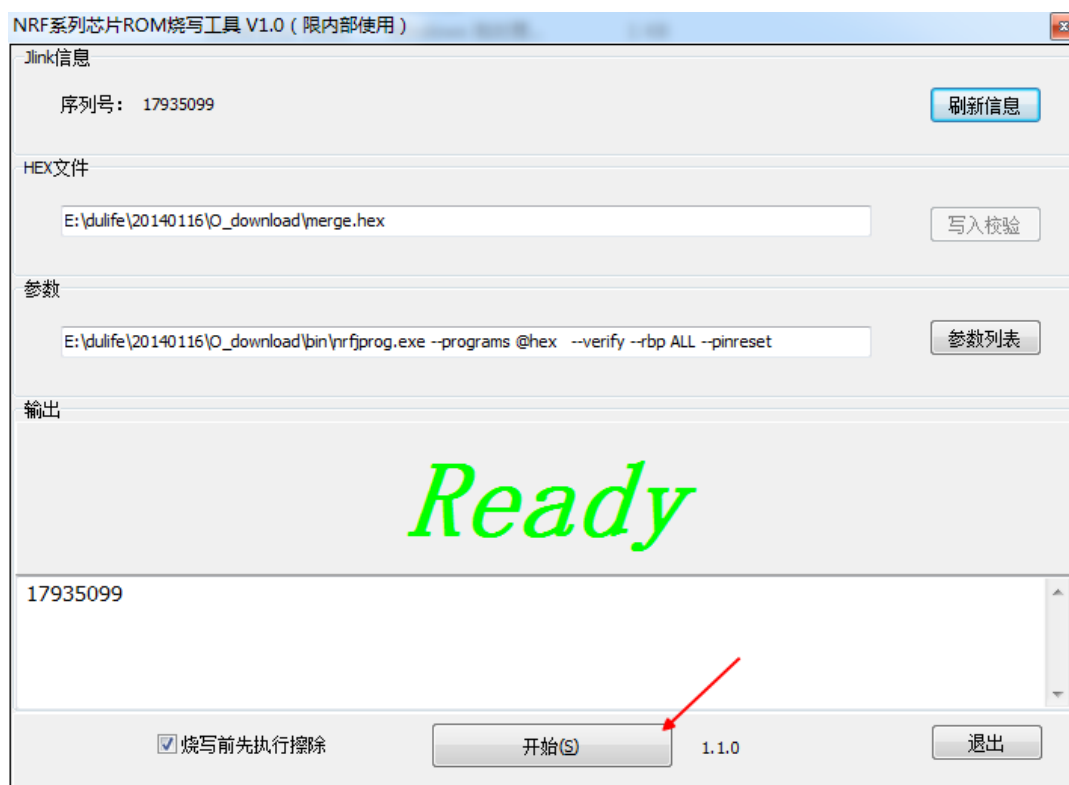 NRF系列芯片ROM烧写工具 V1.0（限内部使用）
Jlink信息
序列号： 17935099
刷新信息
HEX文件
E:\dulife\20140116\O_download\merge.hex
写入校验
参数
E:\dulife\20140116\O_download\bin\nrfjprog.exe --programs @hex   --verify --rbp ALL --pinreset
参数列表
输出
Ready
17935099
烧写前先执行擦除
开始(S)
1.1.0
退出